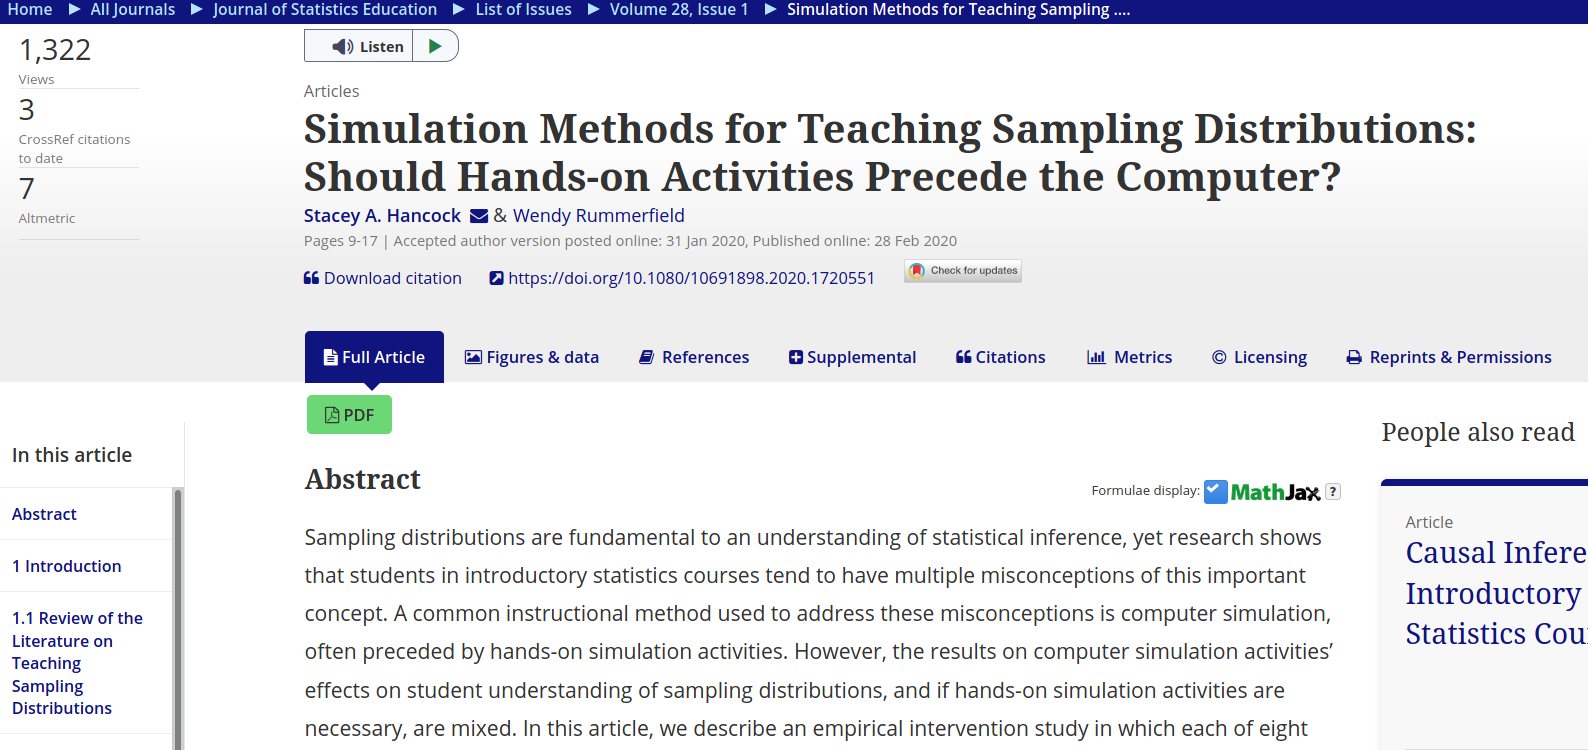 Home All Journals Journal of Statistics Education List of Issues Volume 28, Issue 1 Simulation Methods for Teaching Sampling ....
1,322
Views
3
CrossRef citations
to date
7
Altmetric
Listen
Articles
Simulation Methods for Teaching Sampling Distributions:
Should Hands-on Activities Precede the Computer?
Stacey A. Hancock & Wendy Rummerfield
Pages 9-17 | Accepted author version posted online: 31 Jan 2020, Published online: 28 Feb 2020
Download citation https://doi.org/10.1080/10691898.2020.1720551 Check for updates
Full Article Figures & data References Supplemental Citations Metrics Licensing Reprints & Permissions
PDF
In this article
Abstract
1 Introduction
1.1 Review of the
Literature on
Teaching
Sampling
Distributions
Abstract
Formulae display: MathJax ?
Sampling distributions are fundamental to an understanding of statistical inference, yet research shows
that students in introductory statistics courses tend to have multiple misconceptions of this important
concept. A common instructional method used to address these misconceptions is computer simulation,
often preceded by hands-on simulation activities. However, the results on computer simulation activities’
effects on student understanding of sampling distributions, and if hands-on simulation activities are
necessary, are mixed. In this article, we describe an empirical intervention study in which each of eight
People also read
Article
Causal Infere
Introductory
Statistics Cou